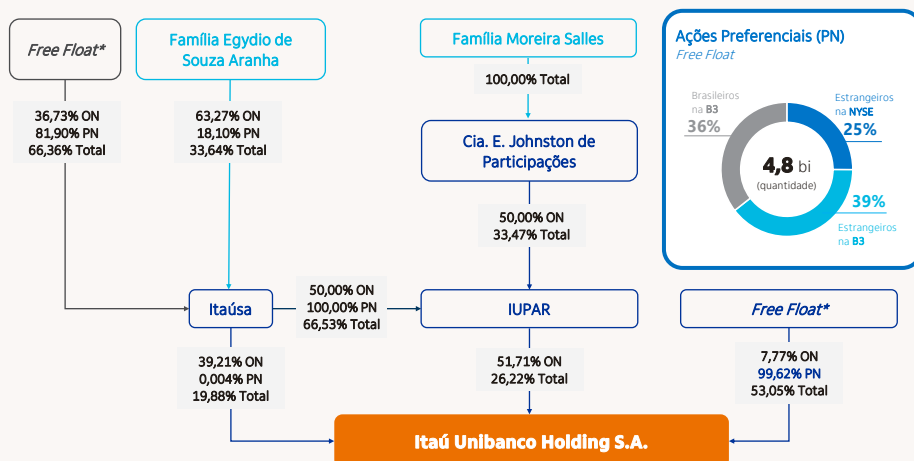 Free Float*
Família Egydio de
Souza Aranha
Família Moreira Salles
36,73% ON
81,90% PN
66,36% Total
63,27% ON
18,10% PN
33,64% Total
100,00% Total
Cia. E. Johnston de
Participações
50,00% ON
33,47% Total
Itaúsa
50,00% ON
100,00% PN
66,53% Total
IUPAR
Free Float*
39,21% ON
0,004% PN
19,88% Total
51,71% ON
26,22% Total
7,77% ON
99,62% PN
53,05% Total
Itaú Unibanco Holding S.A.
Ações Preferenciais (PN)
Free Float
Brasileiros
na B3
36%
Estrangeiros
na NYSE
25%
4,8 bi
(quantidade)
39%
Estrangeiros
na B3